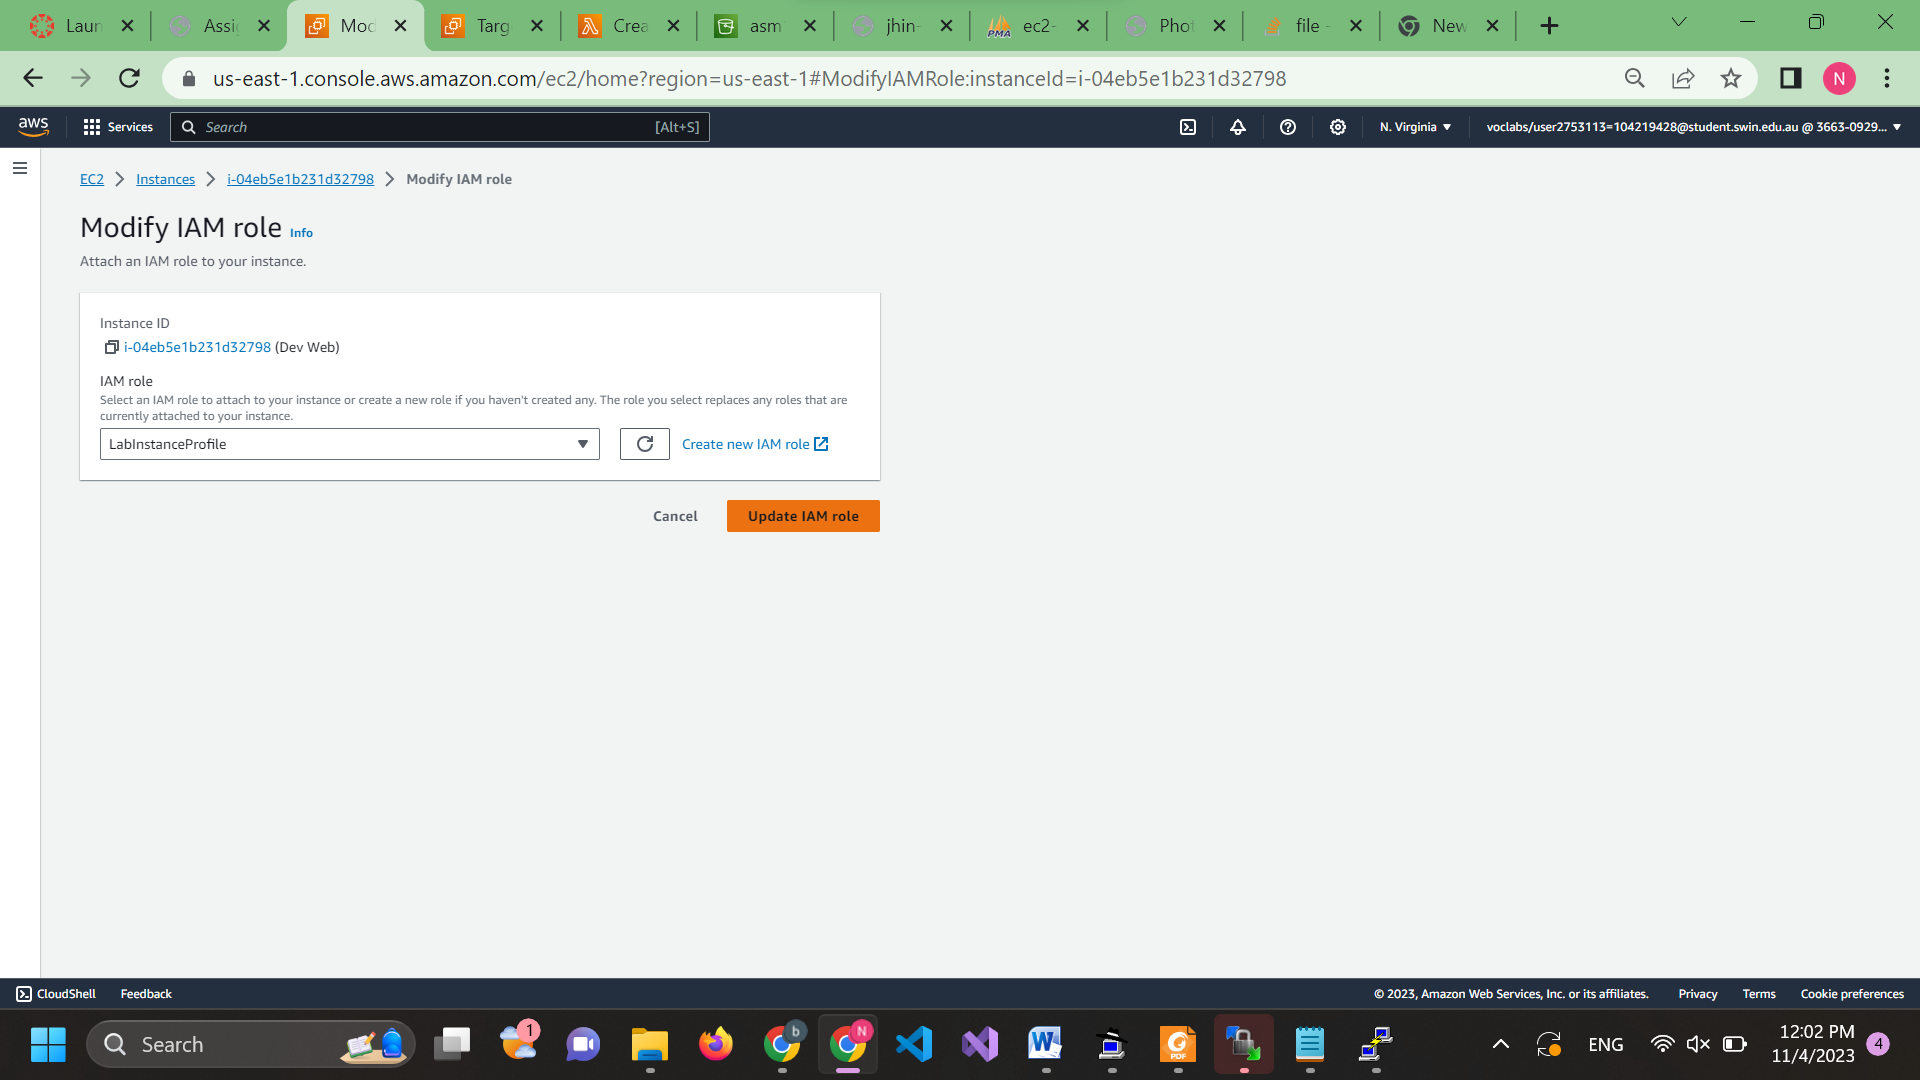 Laun
Assi
Mod
Targ
Crea
asm
jhin-
PMA
ec2-
Phot
file -
New
us-east-1.console.aws.amazon.com/ec2/home?region=us-east-1#ModifyIAMRole:instanceId=i-04eb5e1b231d32798
N
aws
Services
Search
[Alt+S]
N. Virginia
voclabs/user2753113=104219428@student.swin.edu.au @ 3663-0929...
EC2
Instances
i-04eb5e1b231d32798
Modify IAM role
Modify IAM role Info
Attach an IAM role to your instance.
Instance ID
i-04eb5e1b231d32798 (Dev Web)
IAM role
Select an IAM role to attach to your instance or create a new role if you haven't created any. The role you select replaces any roles that are
currently attached to your instance.
LabInstanceProfile
Create new IAM role
Cancel
Update IAM role
CloudShell
Feedback
© 2023, Amazon Web Services, Inc. or its affiliates.
Privacy
Terms
Cookie preferences
Search
1
b
N
W
PDF
ENG
12:02 PM
11/4/2023
4